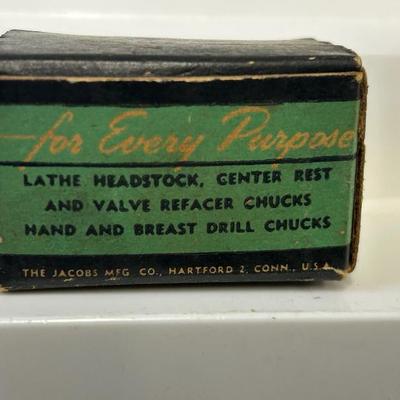 —for Every Purpose
LATHE HEADSTOCK, CENTER REST
AND VALVE REFACER CHUCKS
HAND AND BREAST DRILL CHUCKS
THE JACOBS MFG. CO., HARTFORD 2, CONN., U.S.A.